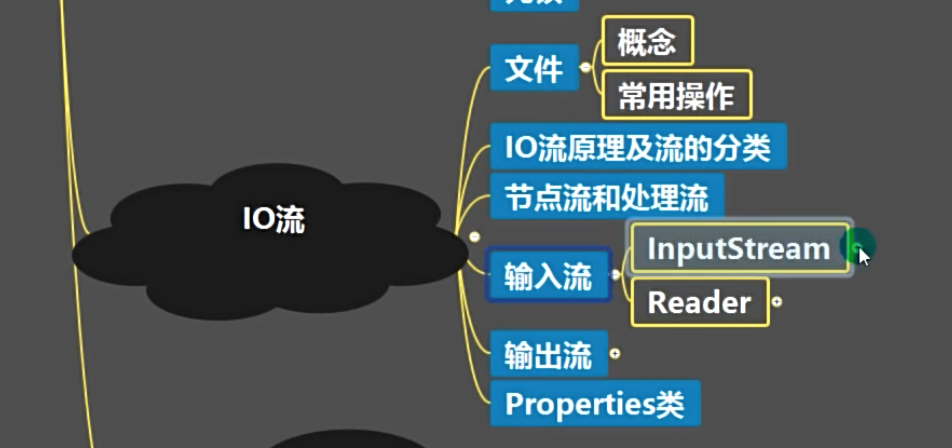 文件
概念
常用操作
IO流原理及流的分类
节点流和处理流
IO流
输入流
InputStream
Reader
输出流
Properties类